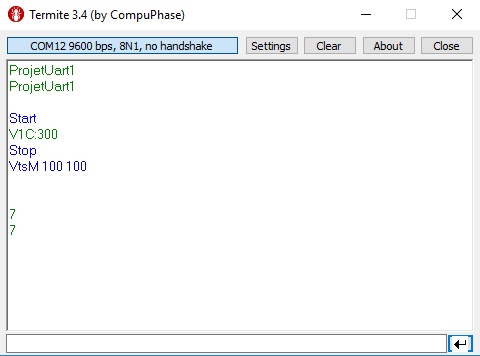 Termite 3.4 (by CompuPhase)
COM12 9600 bps, 8N1, no handshake
Settings
Clear
About
Close
ProjetUart1
ProjetUart1
Start
V1C:300
Stop
VtsM 100 100
7
7